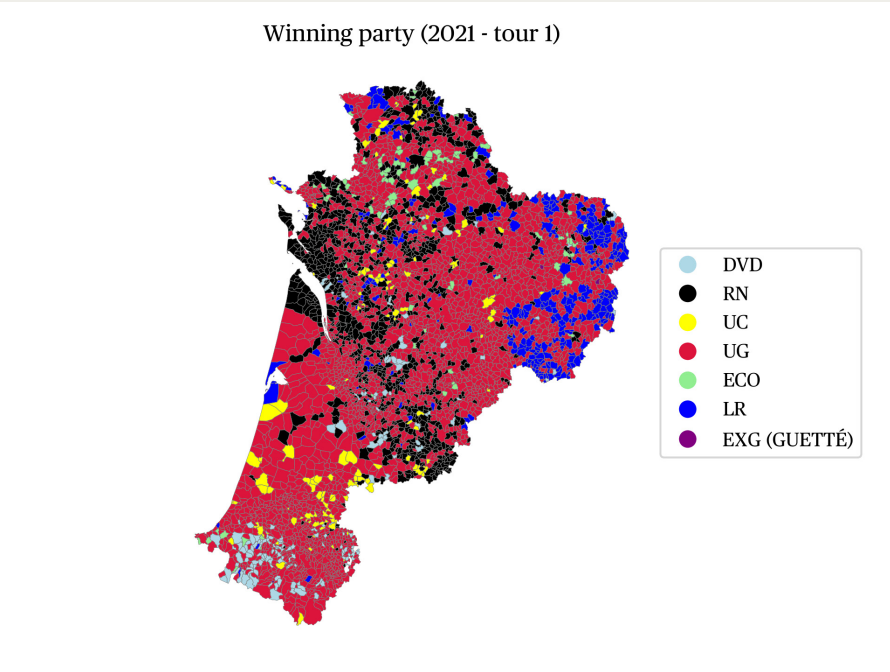 Winning party (2021 - tour 1)
DVD
RN
UC
UG
ECO
LR
EXG (GUETTÉ)